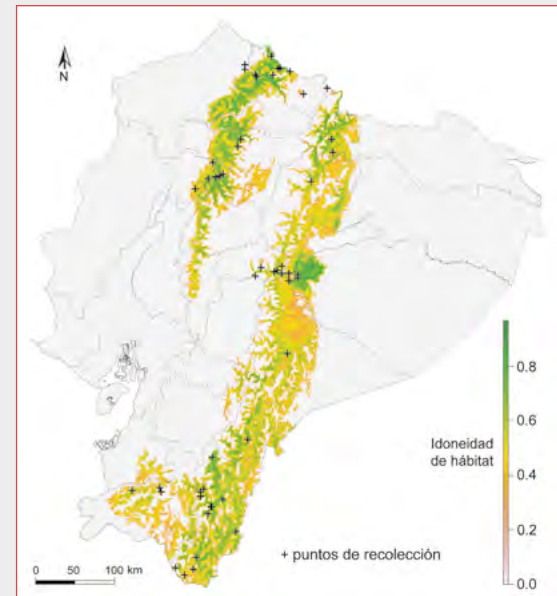 N
0.8
0.6
Idoneidad
de hábitat
0.4
0.2
+ puntos de recolección
0.0
0 50 100 km